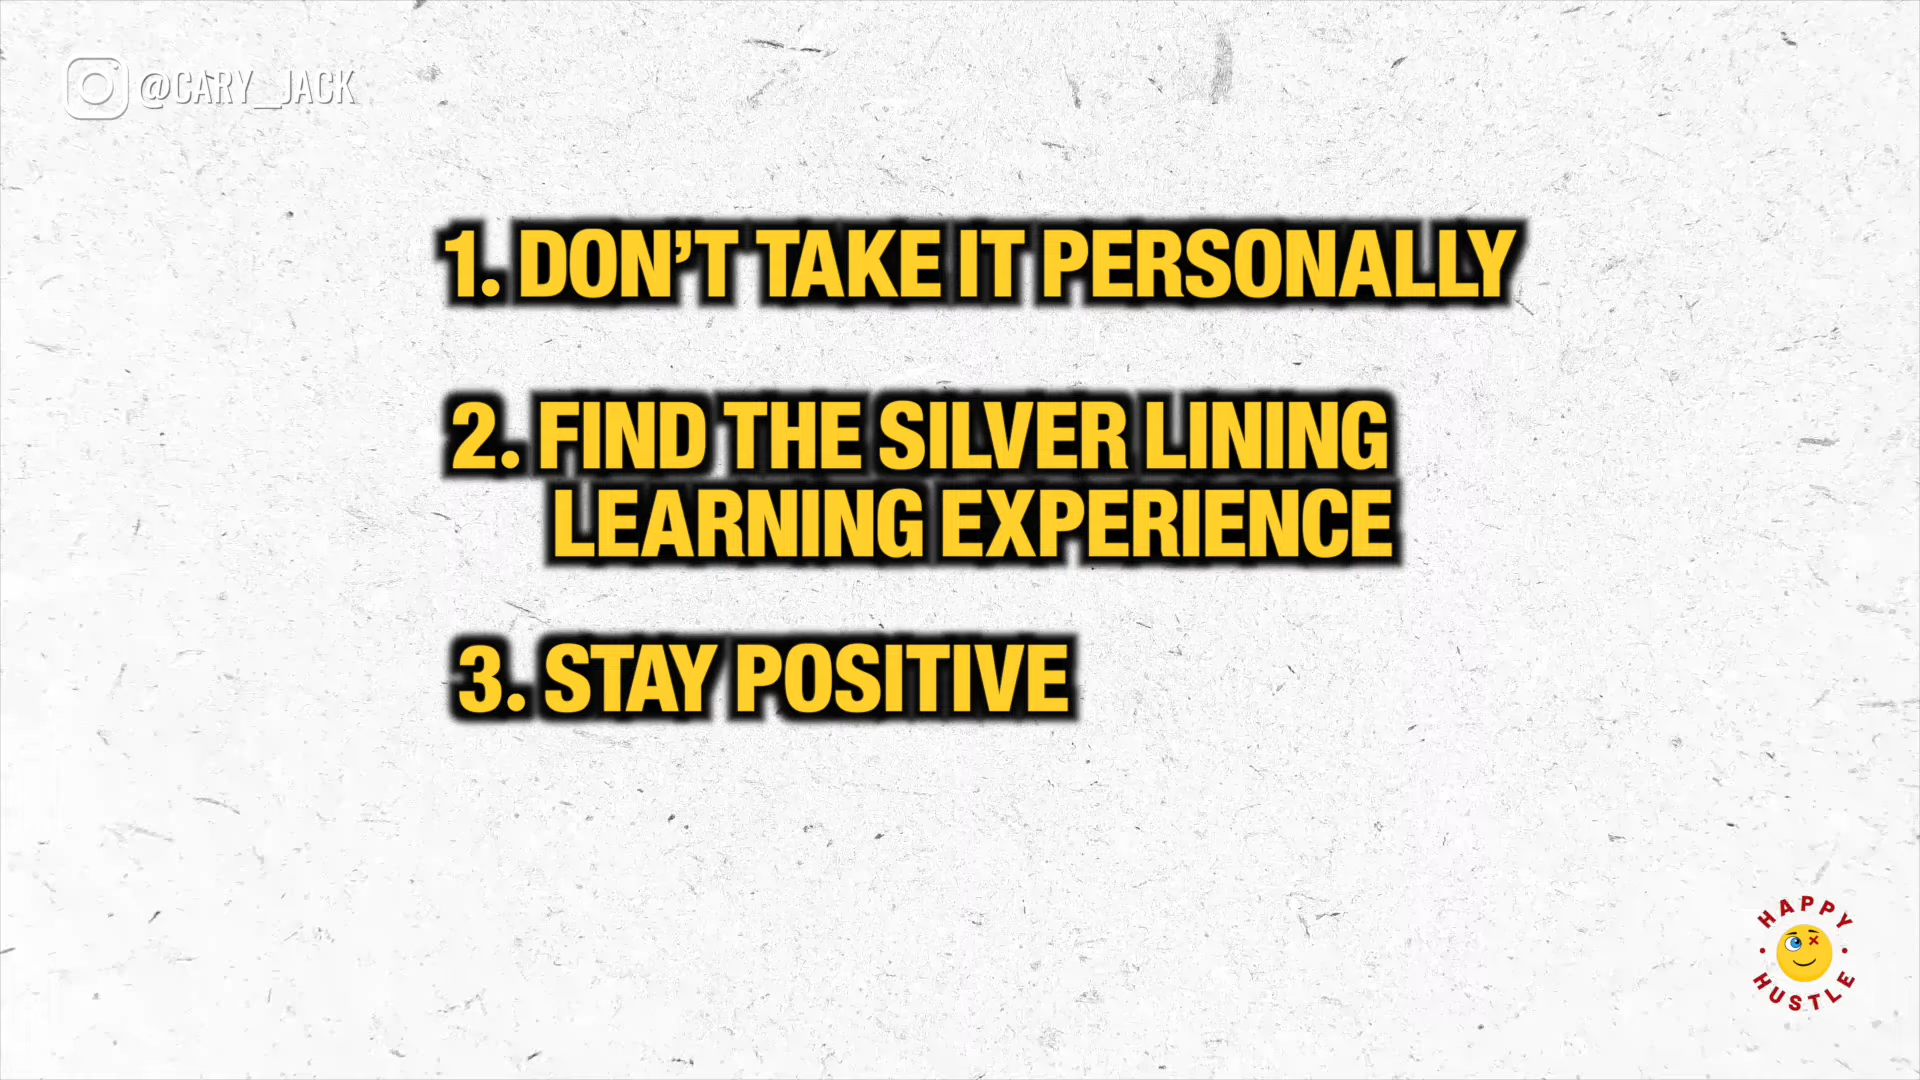 @CARY_JACK
1. DON'T TAKE IT PERSONALLY
2. FIND THE SILVER LINING
LEARNING EXPERIENCE
3. STAY POSITIVE
HAPPY
HUSTLE